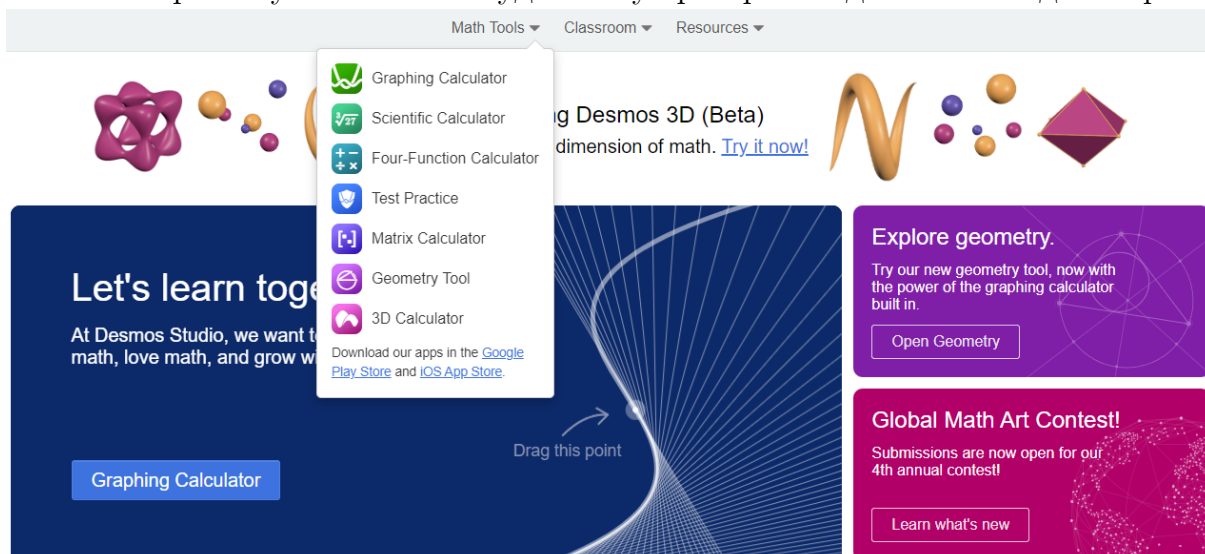 Math Tools Classroom Resources
Graphing Calculator
Scientific Calculator
Four-Function Calculator
Test Practice
Matrix Calculator
Geometry Tool
3D Calculator
Download our apps in the Google
Play Store and iOS App Store.
Desmos 3D (Beta)
dimension of math. Try it now!
Let's learn
At Desmos Studio, we want
math, love math, and grow
Drag this point
Graphing Calculator
Explore geometry.
Try our new geometry tool, now with
the power of the graphing calculator
built in.
Open Geometry
Global Math Art Contest!
Submissions are now open for our
4th annual contest!
Learn what's new